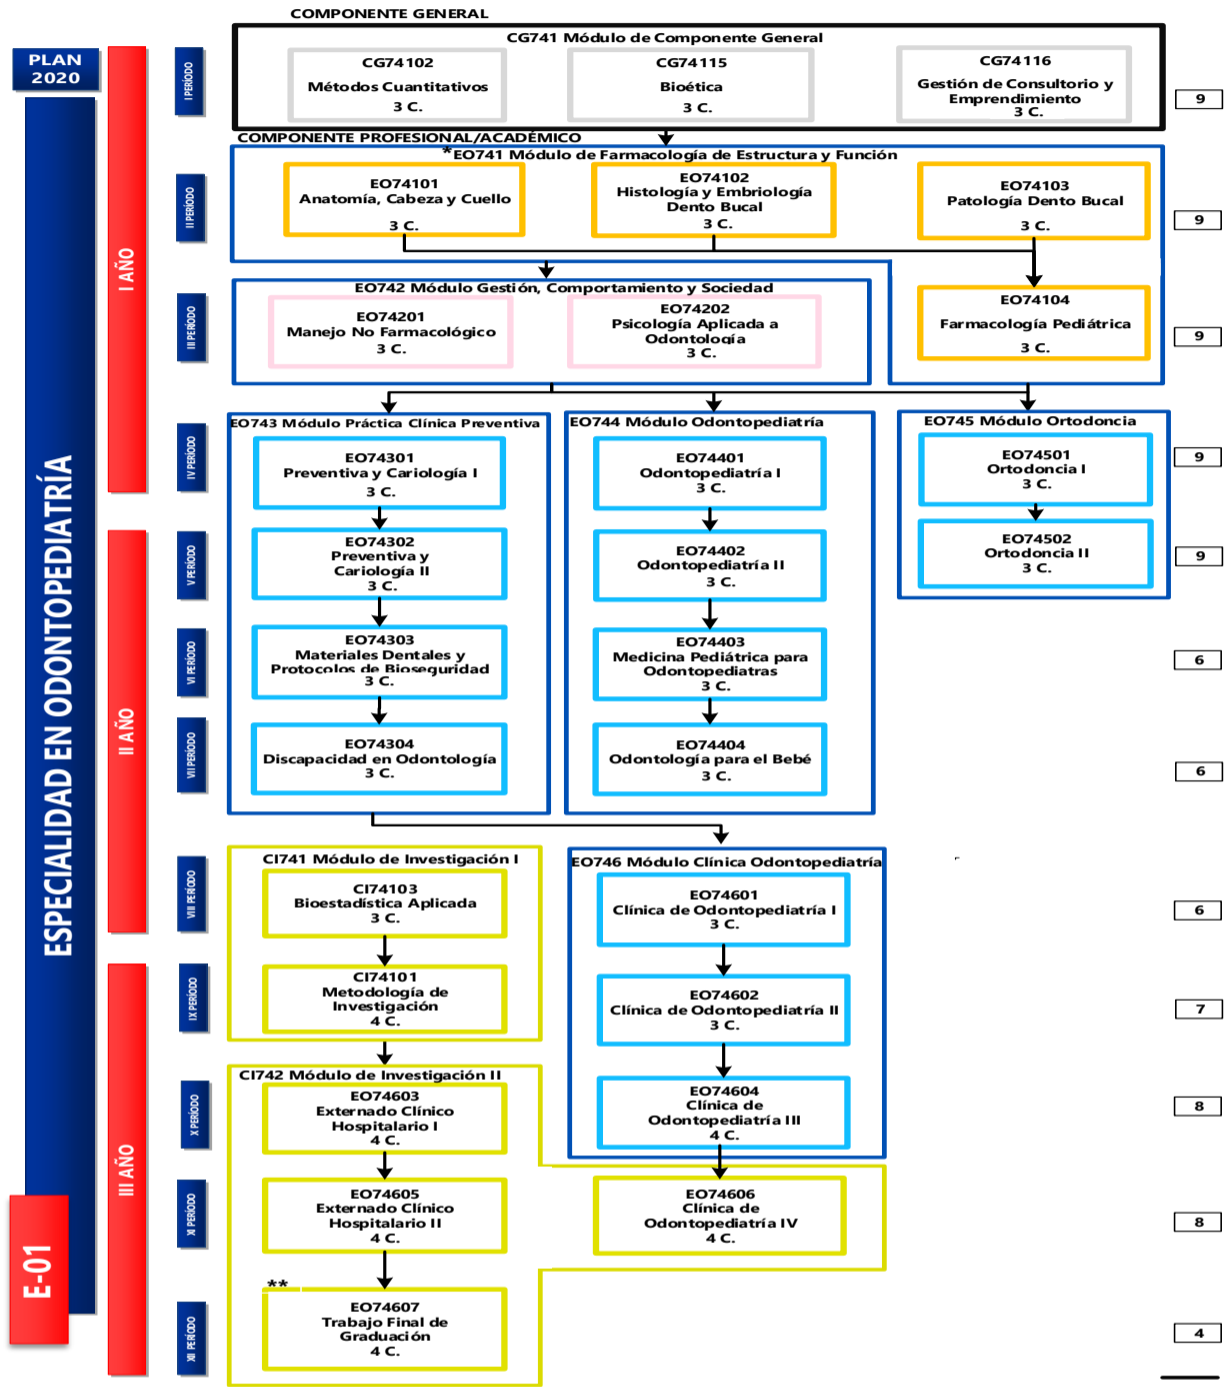 COMPONENTE GENERAL
PLAN
2020
ESPECIALIDAD EN ODONTOPEDIATRÍA
E-01
I AÑO
I PERÍODO
CG741 Módulo de Componente General
CG74102
Métodos Cuantitativos
3 C.
CG74115
Bioética
3 C.
CG74116
Gestión de Consultorio y
Emprendimiento
3 C.
9
COMPONENTE PROFESIONAL/ACADÉMICO
*EO741 Módulo de Farmacología de Estructura y Función
II PERÍODO
EO74101
Anatomía, Cabeza y Cuello
3 C.
EO74102
Histología y Embriología
Dento Bucal
3 C.
EO74103
Patología Dento Bucal
3 C.
9
III PERÍODO
EO742 Módulo Gestión, Comportamiento y Sociedad
EO74201
Manejo No Farmacológico
3 C.
EO74202
Psicología Aplicada a
Odontología
3 C.
EO74104
Farmacología Pediátrica
3 C.
9
EO743 Módulo Práctica Clínica Preventiva
EO744 Módulo Odontopediatría
EO745 Módulo Ortodoncia
IV PERÍODO
EO74301
Preventiva y Cariología I
3 C.
EO74401
Odontopediatría I
3 C.
EO74501
Ortodoncia I
3 C.
9
II AÑO
V PERÍODO
EO74302
Preventiva y
Cariología II
3 C.
EO74402
Odontopediatría II
3 C.
EO74502
Ortodoncia II
3 C.
9
VI PERÍODO
EO74303
Materiales Dentales y
Protocolos de Bioseguridad
3 C.
EO74403
Medicina Pediátrica para
Odontopediatras
3 C.
6
VII PERÍODO
EO74304
Discapacidad en Odontología
3 C.
EO74404
Odontología para el Bebé
3 C.
6
CI741 Módulo de Investigación I
EO746 Módulo Clínica Odontopediatría
VIII PERÍODO
CI74103
Bioestadística Aplicada
3 C.
EO74601
Clínica de Odontopediatría I
3 C.
6
III AÑO
IX PERÍODO
CI74101
Metodología de
Investigación
4 C.
EO74602
Clínica de Odontopediatría II
3 C.
7
CI742 Módulo de Investigación II
X PERÍODO
EO74603
Externado Clínico
Hospitalario I
4 C.
EO74604
Clínica de
Odontopediatría III
4 C.
8
XI PERÍODO
EO74605
Externado Clínico
Hospitalario II
4 C.
EO74606
Clínica de
Odontopediatría IV
4 C.
8
**
XII PERÍODO
EO74607
Trabajo Final de
Graduación
4 C.
4